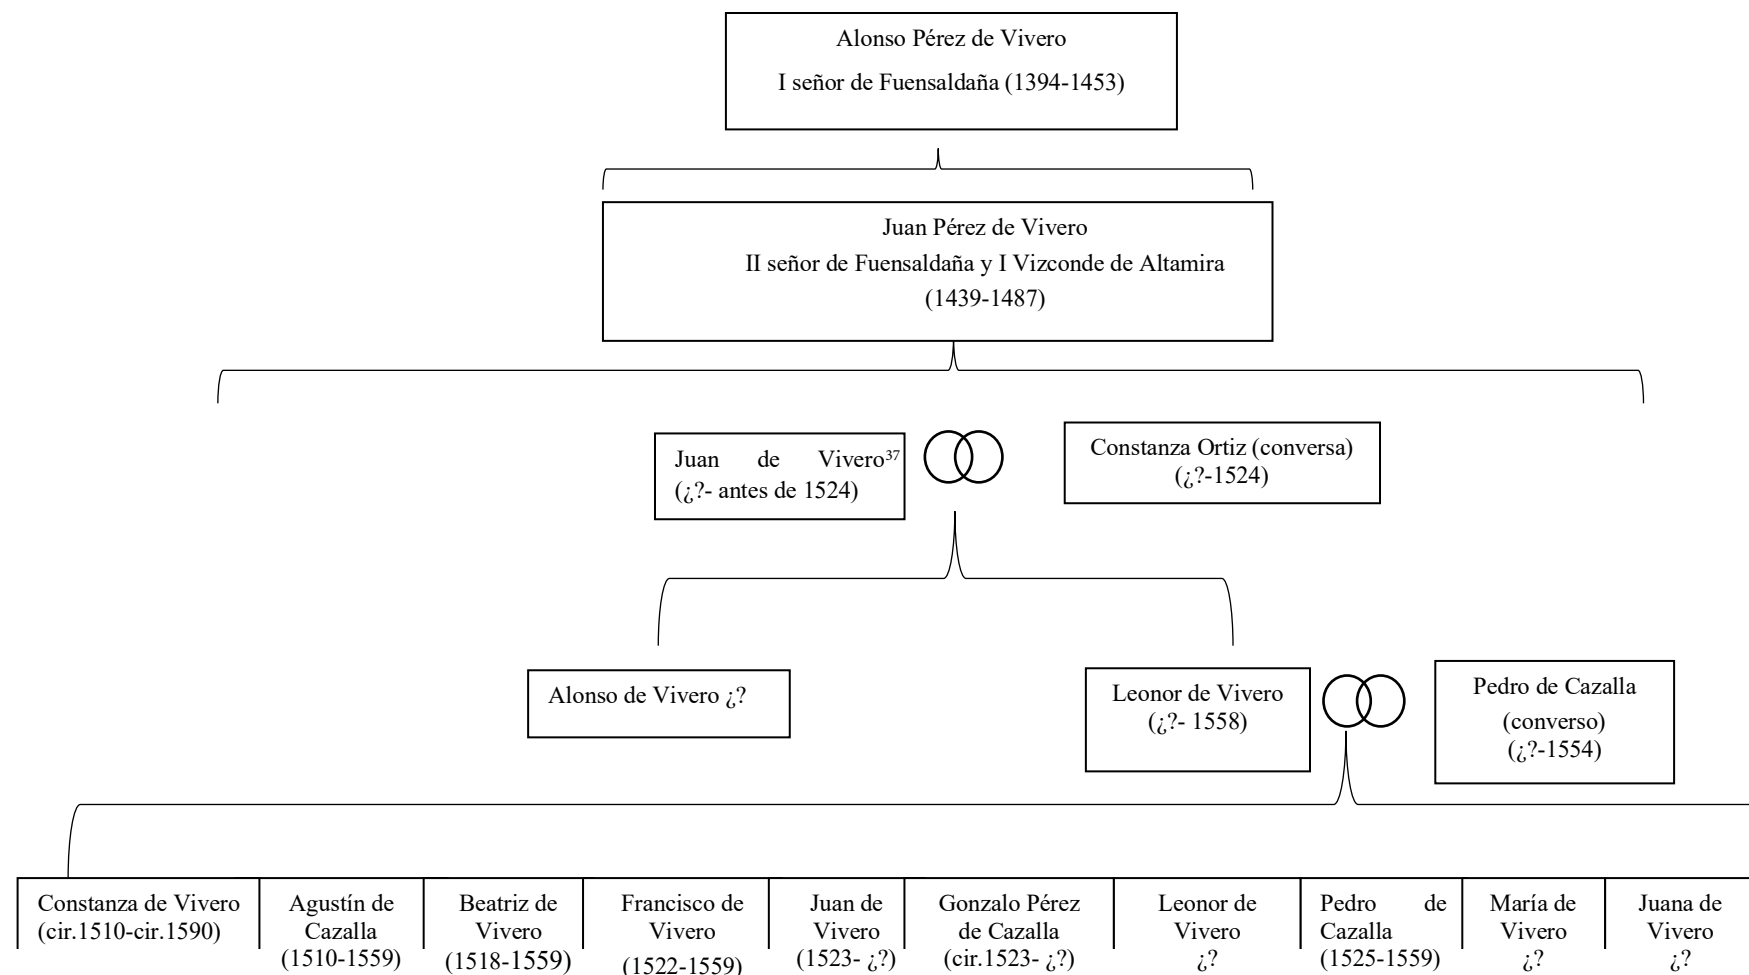 Alonso Pérez de Vivero
I señor de Fuensaldaña (1394-1453)
Juan Pérez de Vivero
II señor de Fuensaldaña y I Vizconde de Altamira
(1439-1487)
Juan de Vivero³⁷
(¿?- antes de 1524)
Constanza Ortiz (conversa)
(¿?-1524)
Alonso de Vivero ¿?
Leonor de Vivero
(¿?- 1558)
Pedro de Cazalla
(converso)
(¿?-1554)
Constanza de Vivero
(cir.1510-cir.1590)
Agustín de
Cazalla
(1510-1559)
Beatriz de
Vivero
(1518-1559)
Francisco de
Vivero
(1522-1559)
Juan de
Vivero
(1523- ¿?)
Gonzalo Pérez
de Cazalla
(cir.1523- ¿?)
Leonor de
Vivero
¿?
Pedro de
Cazalla
(1525-1559)
María de
Vivero
¿?
Juana de
Vivero
¿?